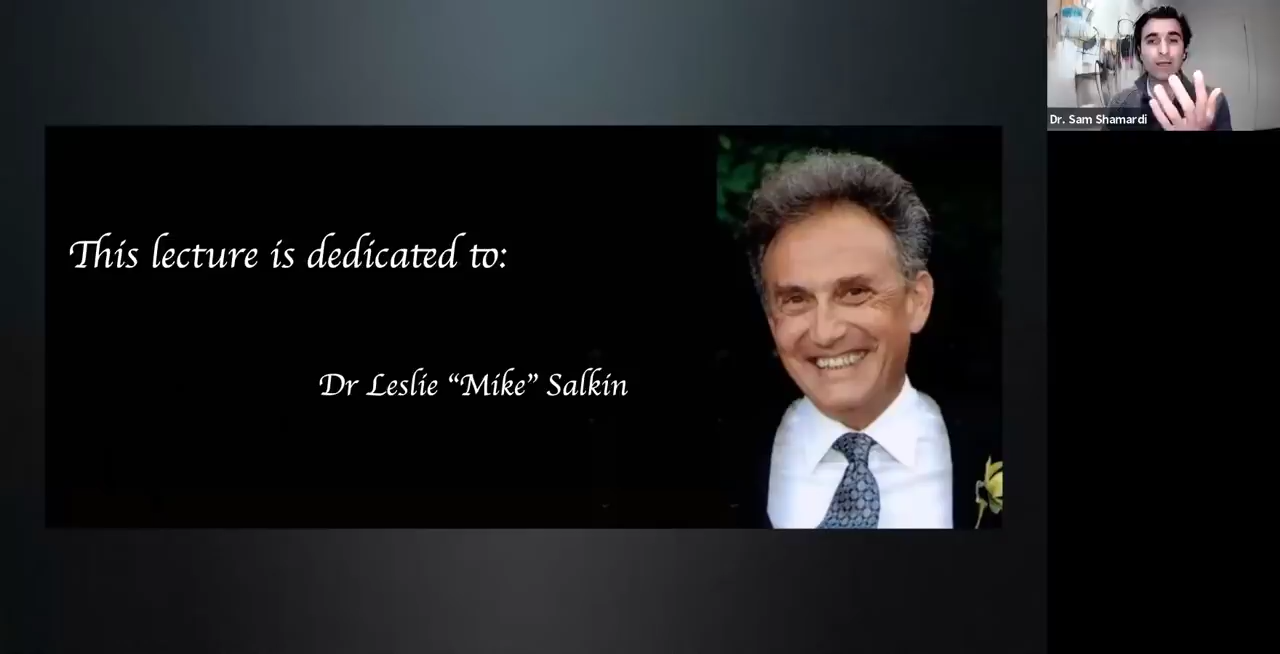 This lecture is dedicated to:
Dr Leslie “Mike” Salkin
Dr. Sam Shamardi